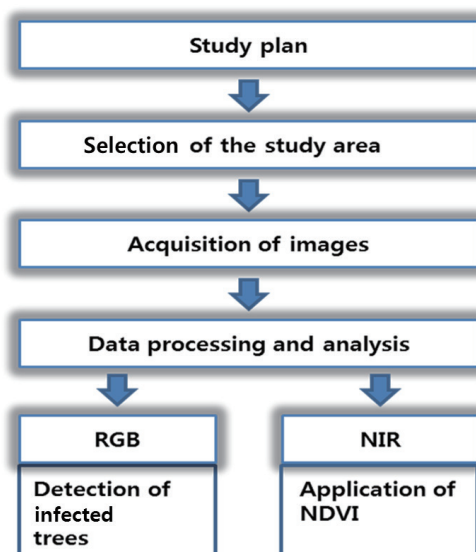 Study plan
Selection of the study area
Acquisition of images
Data processing and analysis
RGB
Detection of
infected
trees
NIR
Application of
NDVI